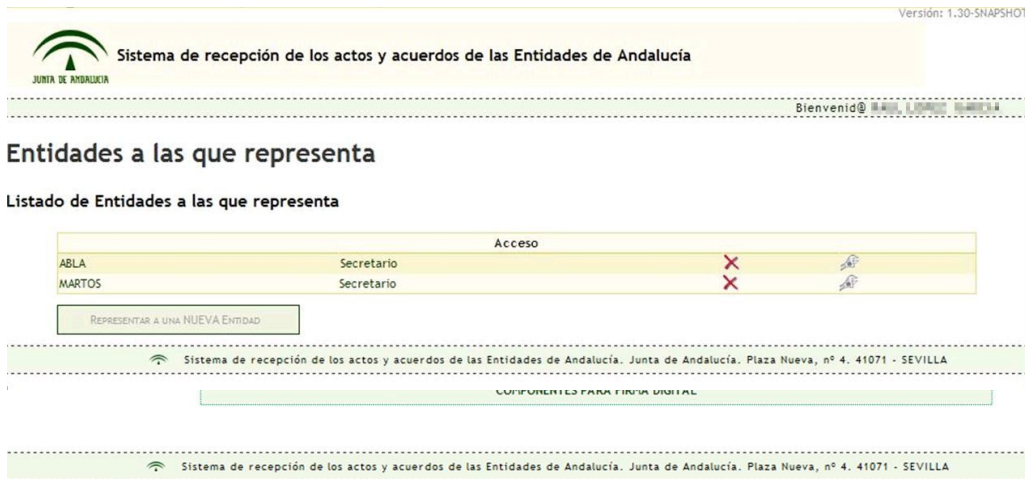 Versión: 1.30-SNAPSHOT
JUNTA DE ANDALUCIA
Sistema de recepción de los actos y acuerdos de las Entidades de Andalucía
Bienvenid@
Entidades a las que representa
Listado de Entidades a las que representa
Acceso
ABLA Secretario
MARTOS Secretario
REPRESENTAR A UNA NUEVA ENTIDAD
Sistema de recepción de los actos y acuerdos de las Entidades de Andalucía. Junta de Andalucía. Plaza Nueva, nº 4. 41071 - SEVILLA
COMPONENTES PARA FIRMA DIGITAL
Sistema de recepción de los actos y acuerdos de las Entidades de Andalucía. Junta de Andalucía. Plaza Nueva, nº 4. 41071 - SEVILLA